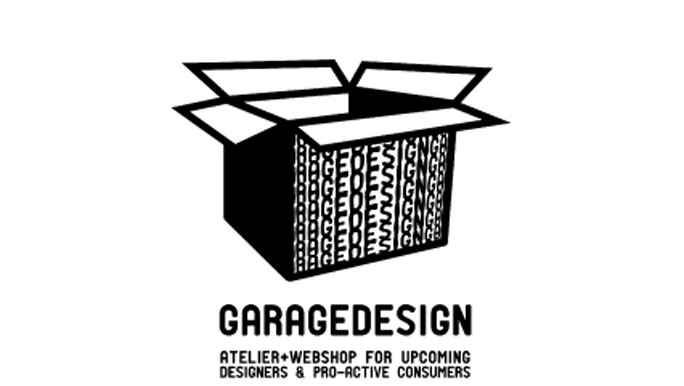 GARAGEDESIGN
ATELIER+WEBSHOP FOR UPCOMING
DESIGNERS & PRO-ACTIVE CONSUMERS